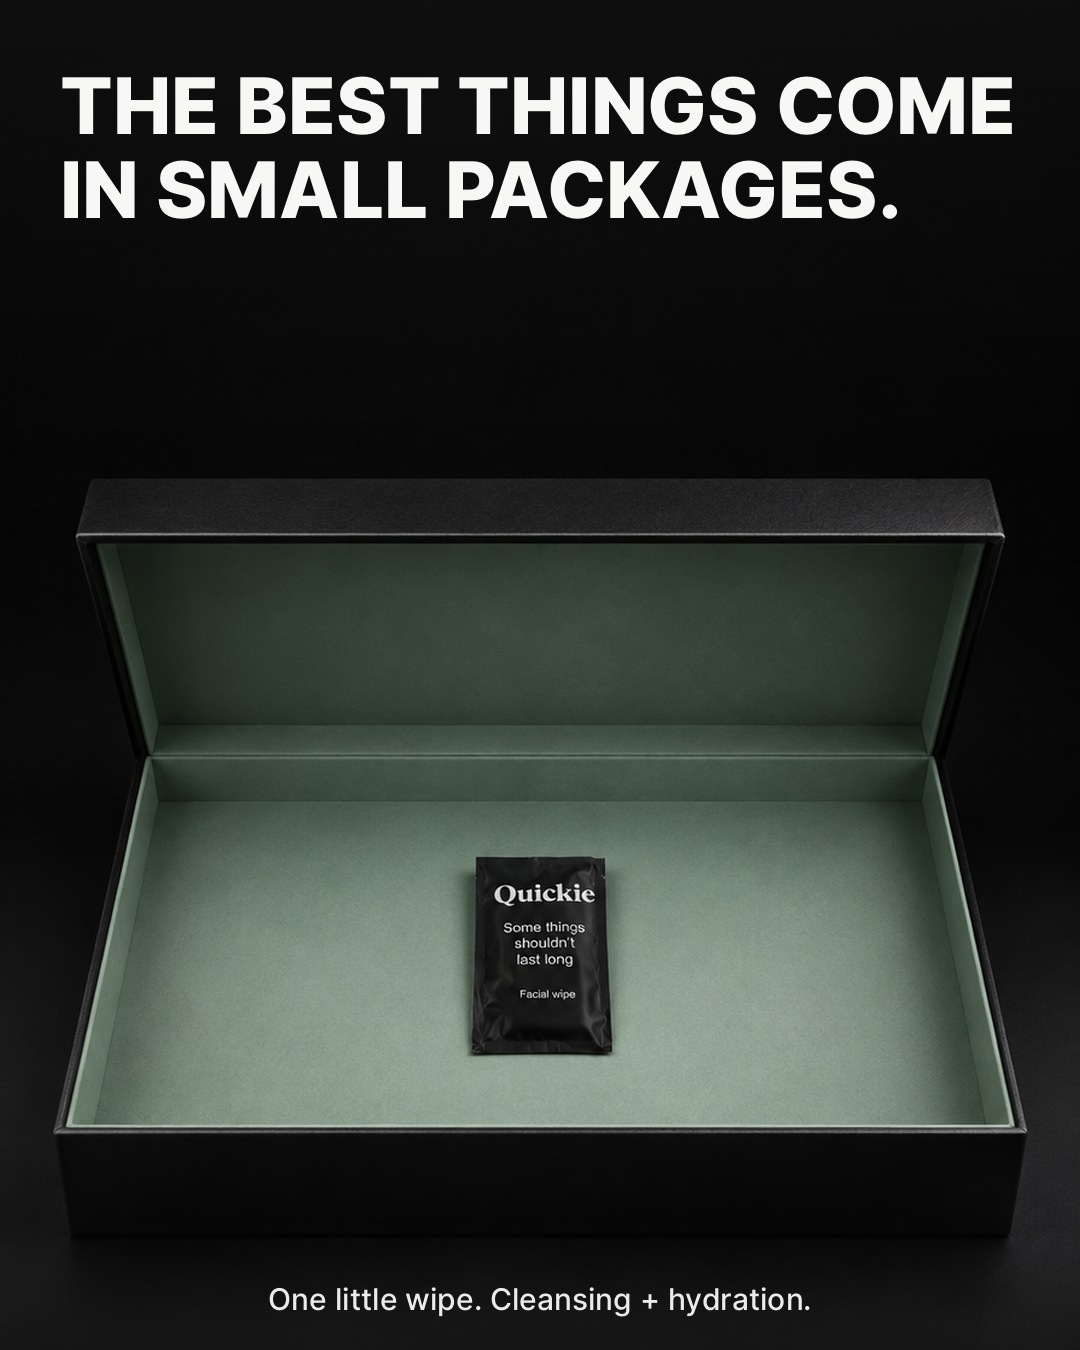 THE BEST THINGS COME
IN SMALL PACKAGES.
Quickie
Some things
shouldn't
last long
Facial wipe
One little wipe. Cleansing + hydration.